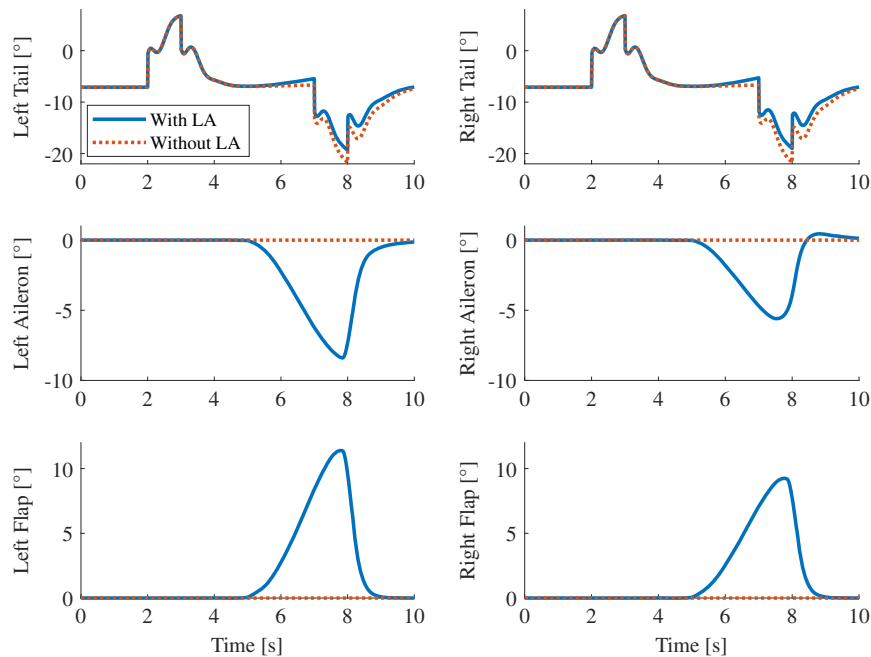 Left Tail [°]
0
-10
-20
With LA
Without LA
0 2 4 6 8 10
Right Tail [°]
0
-10
-20
0 2 4 6 8 10
Left Aileron [°]
0
-5
-10
0 2 4 6 8 10
Right Aileron [°]
0
-5
-10
0 2 4 6 8 10
Left Flap [°]
10
5
0
0 2 4 6 8 10
Time [s]
Right Flap [°]
10
5
0
0 2 4 6 8 10
Time [s]